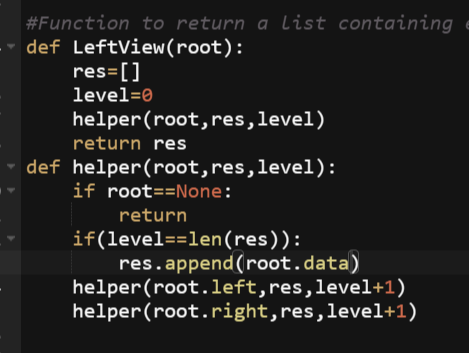 #Function to return a list containing
def LeftView(root):
    res=[]
    level=0
    helper(root,res,level)
    return res
def helper(root,res,level):
    if root==None:
        return
    if(level==len(res)):
        res.append(root.data)
    helper(root.left,res,level+1)
    helper(root.right,res,level+1)